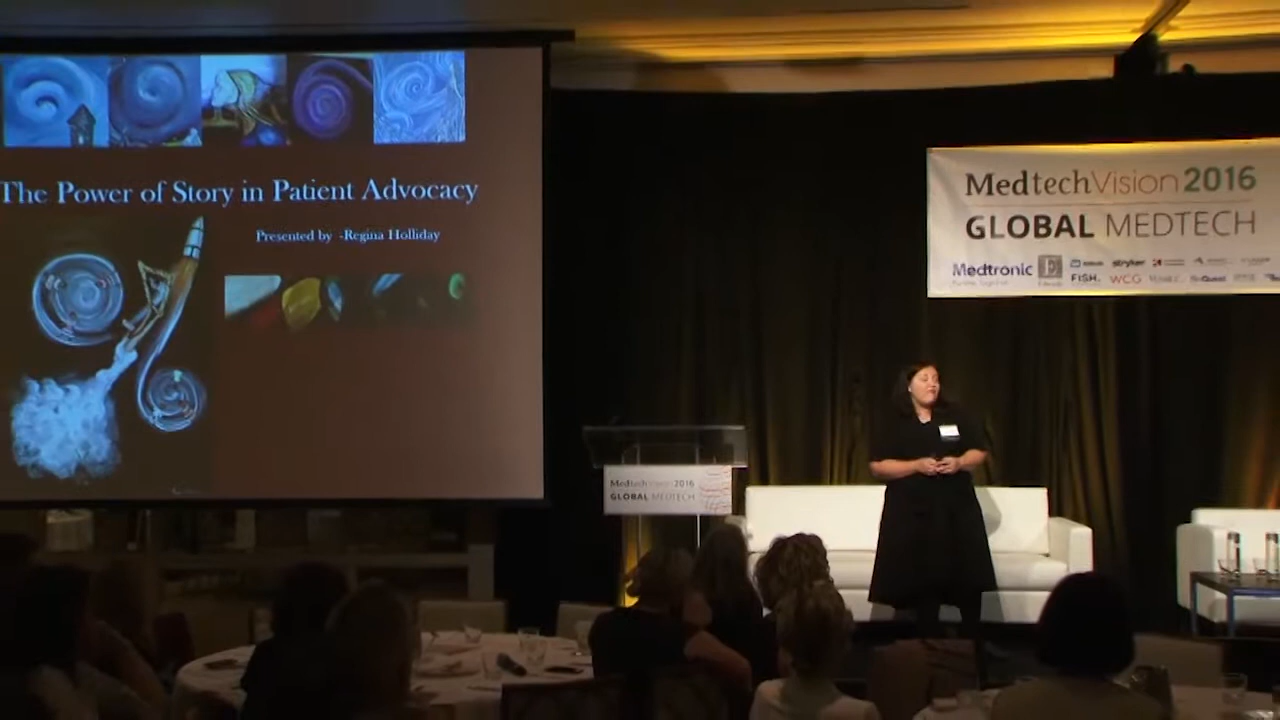 The Power of Story in Patient Advocacy
Presented by -Regina Holliday
MedtechVision 2016
GLOBAL MEDTECH
Medtronic
E
stryker
FISH.
WCG
MedtechVision 2016
GLOBAL MEDTECH